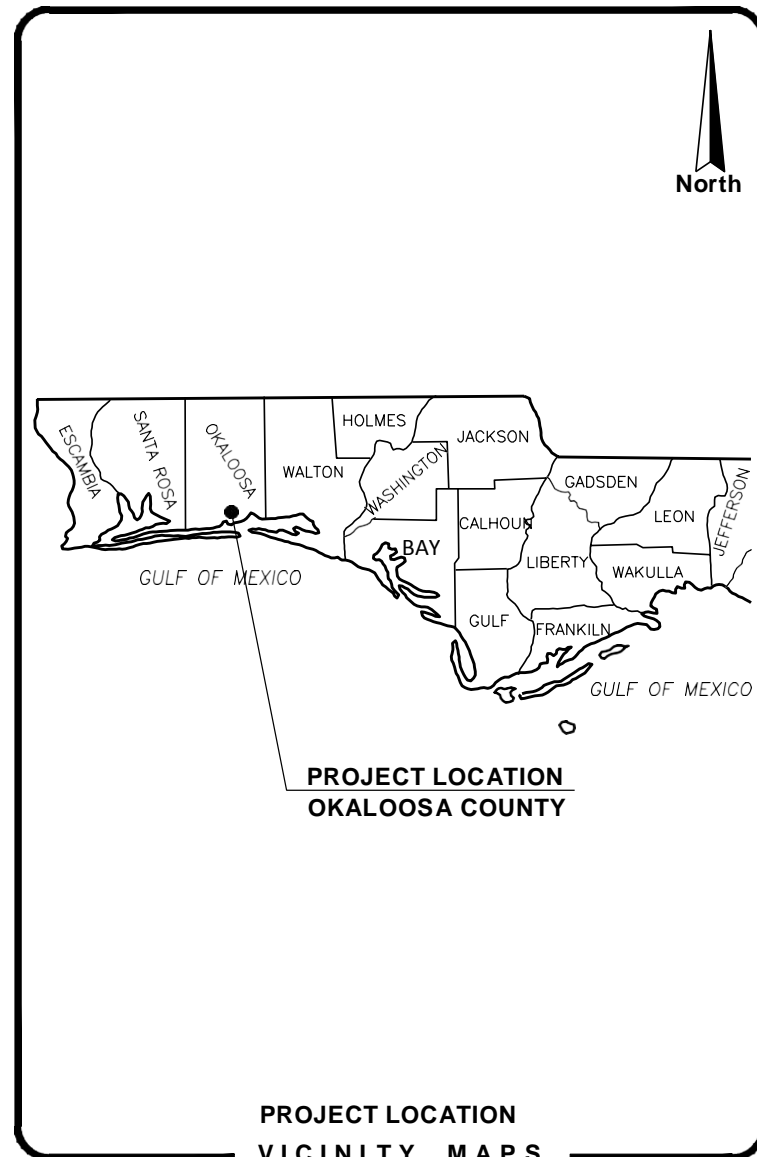 North
HOLMES
JACKSON
ESCAMBIA
SANTA ROSA
OKALOOSA
WALTON
WASHINGTON
GADSDEN
LEON
JEFFERSON
CALHOUN
BAY
LIBERTY
WAKULLA
GULF OF MEXICO
GULF
FRANKILN
GULF OF MEXICO
PROJECT LOCATION
OKALOOSA COUNTY
PROJECT LOCATION
VICINITY MAPS